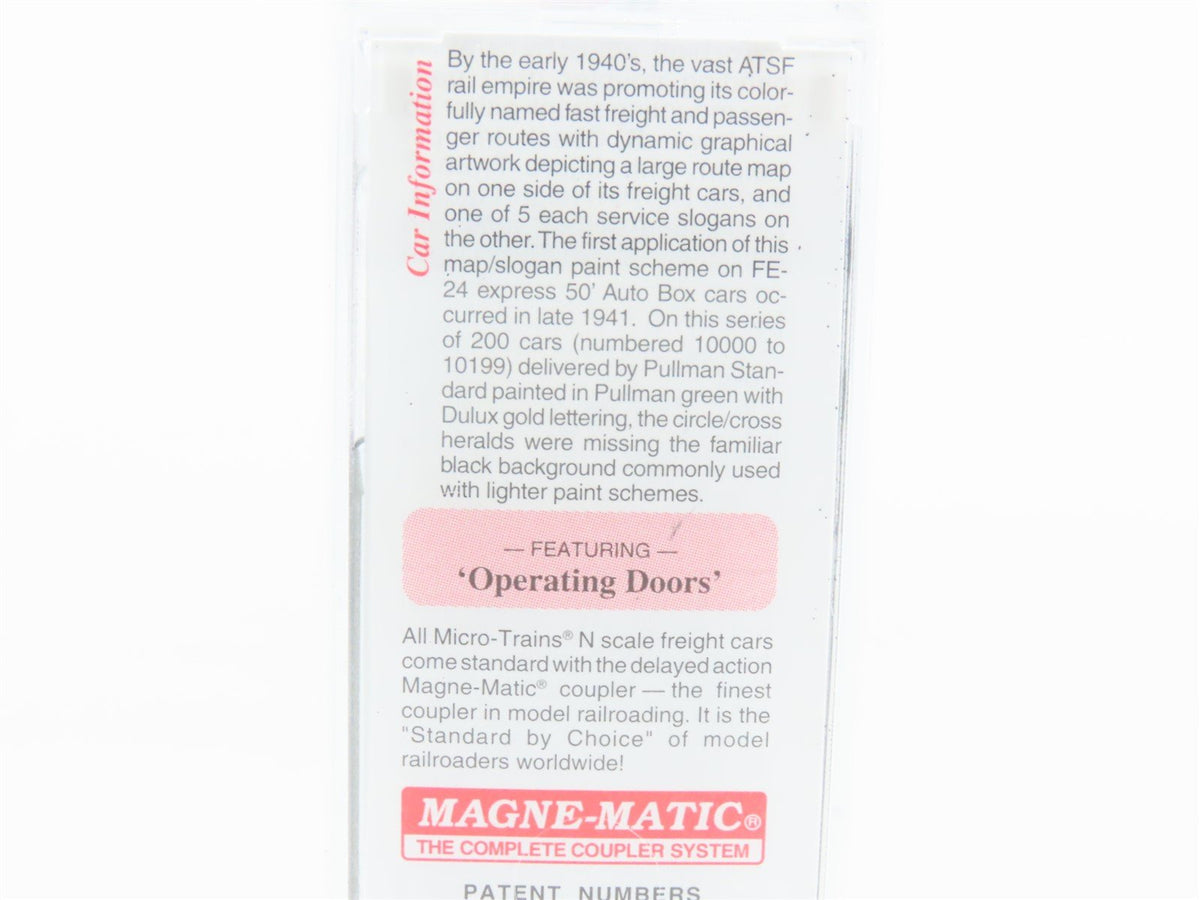 Car Information
By the early 1940's, the vast ATSF
rail empire was promoting its color-
fully named fast freight and passen-
ger routes with dynamic graphical
artwork depicting a large route map
on one side of its freight cars, and
one of 5 each service slogans on
the other. The first application of this
map/slogan paint scheme on FE-
24 express 50' Auto Box cars oc-
curred in late 1941. On this series
of 200 cars (numbered 10000 to
10199) delivered by Pullman Stan-
dard painted in Pullman green with
Dulux gold lettering, the circle/cross
heralds were missing the familiar
black background commonly used
with lighter paint schemes.
— FEATURING —
'Operating Doors'
All Micro-Trains® N scale freight cars
come standard with the delayed action
Magne-Matic® coupler — the finest
coupler in model railroading. It is the
"Standard by Choice" of model
railroaders worldwide!
MAGNE-MATIC®
THE COMPLETE COUPLER SYSTEM
PATENT NUMBERS